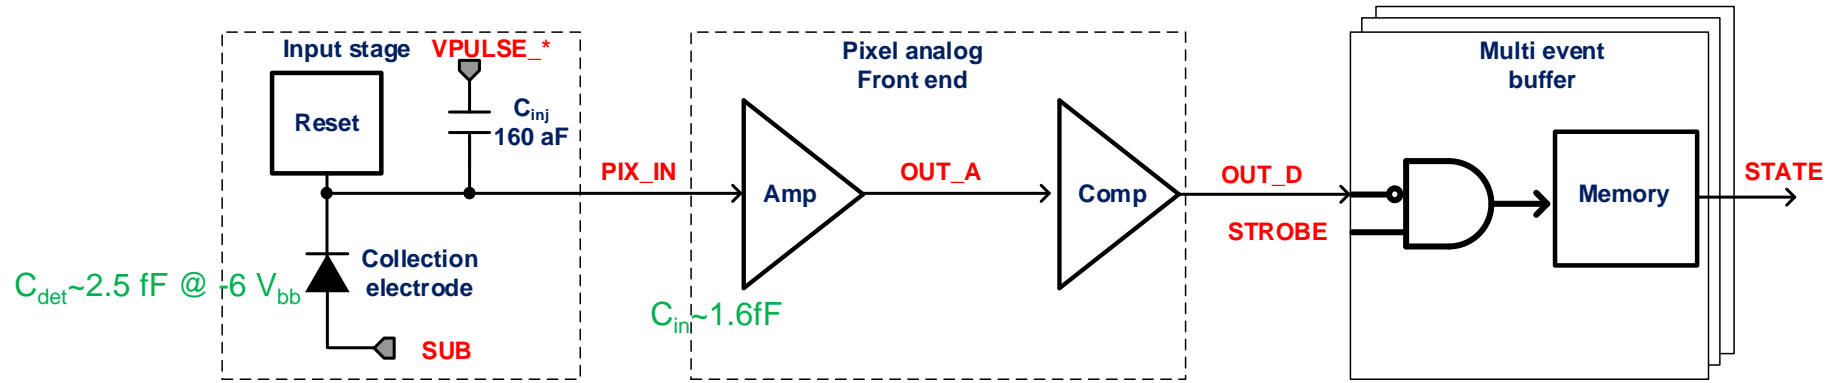 Input stage
VPULSE_*
Reset
Cinj
160 aF
PIX_IN
Collection
electrode
Cdet~2.5 fF @ -6 Vbb
SUB
Pixel analog
Front end
Amp
OUT_A
Comp
Cin~1.6fF
OUT_D
STROBE
Multi event
buffer
Memory
STATE